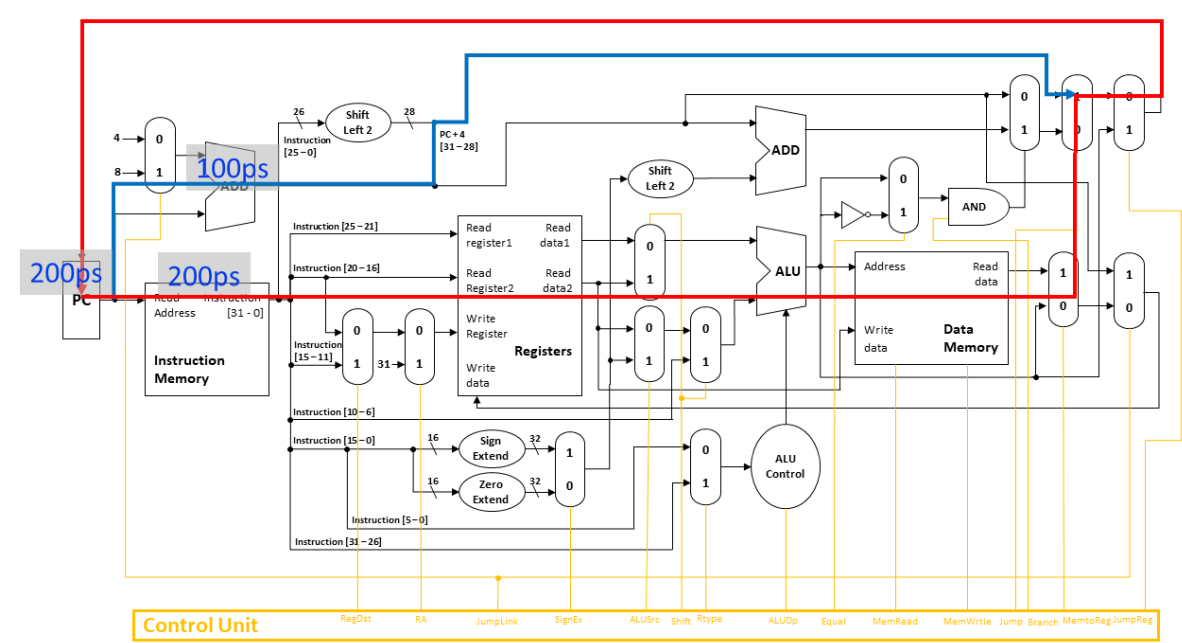 26
28
Shift
Left 2
Instruction
[25 – 0]
PC + 4
[31 – 28]
4
8
0
1
ADD
100ps
0
1
1
0
0
1
ADD
Shift
Left 2
0
1
AND
200ps
200ps
PC
Read
Address
Instruction
[31 - 0]
Instruction
Memory
Instruction [25 – 21]
Instruction [20 – 16]
Instruction
[15 – 11]
0
1
31
0
1
Read
register1
Read
Register2
Write
Register
Write
data
Read
data1
Read
data2
Registers
0
1
0
1
0
1
ALU
Address
Read
data
Write
data
Data
Memory
1
0
1
0
Instruction [10 – 6]
Instruction [15 – 0]
16
Sign
Extend
32
16
Zero
Extend
32
1
0
0
1
ALU
Control
Instruction [5 – 0]
Instruction [31 – 26]
Control Unit
RegDst
RA
JumpLink
SignEx
ALUSrc
Shift
Rtype
ALUOp
Equal
MemRead
MemWrtie
Jump
Branch
MemtoReg
JumpReg